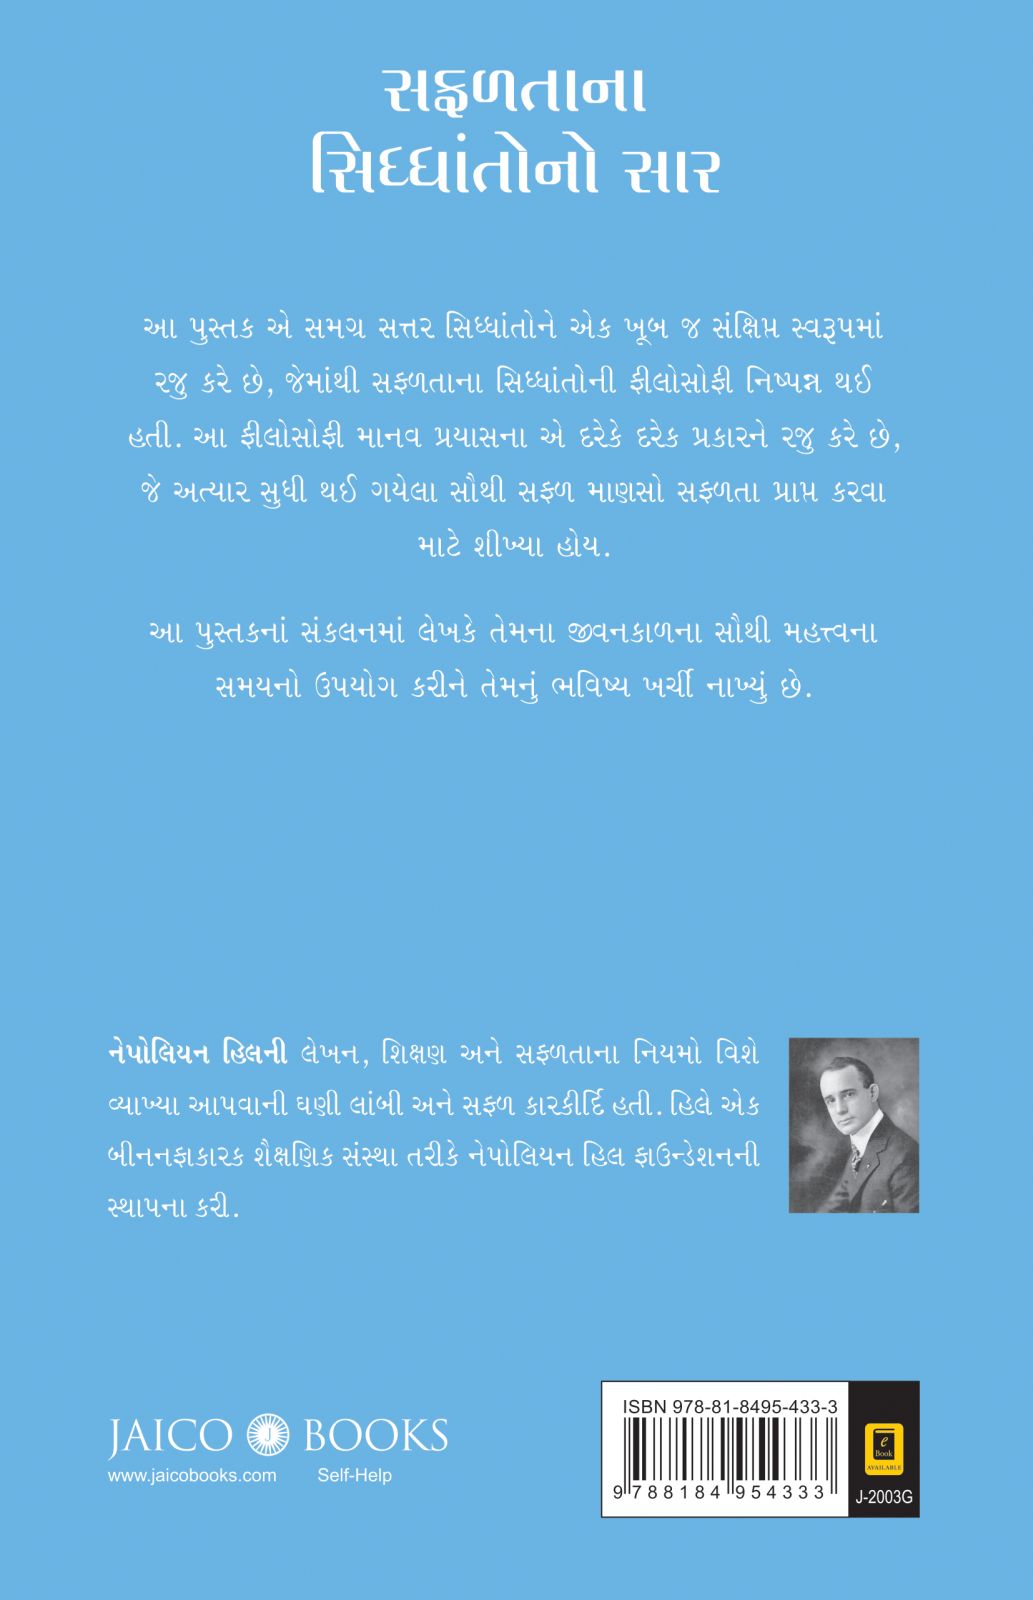 સફળતાના
સિધ્ધાંતોનો સાર
આ પુસ્તક એ સમગ્ર સત્તર સિધ્ધાંતોને એક ખૂબ જ સંક્ષિપ્ત સ્વરૂપમાં
રજુ કરે છે, જેમાંથી સફળતાના સિધ્ધાંતોની ફીલોસોફી નિષ્પન્ન થઈ
હતી. આ ફીલોસોફી માનવ પ્રયાસના એ દરેકે દરેક પ્રકારને રજુ કરે છે,
જે અત્યાર સુધી થઈ ગયેલા સૌથી સફળ માણસો સફળતા પ્રાપ્ત કરવા
માટે શીખ્યા હોય.
આ પુસ્તકનાં સંકલનમાં લેખકે તેમના જીવનકાળના સૌથી મહત્ત્વના
સમયનો ઉપયોગ કરીને તેમનું ભવિષ્ય ખર્ચી નાખ્યું છે.
નેપોલિયન હિલની લેખન, શિક્ષણ અને સફળતાના નિયમો વિશે
વ્યાખ્યા આપવાની ઘણી લાંબી અને સફળ કારકીર્દિ હતી. હિલે એક
બીનનફાકારક શૈક્ષણિક સંસ્થા તરીકે નેપોલિયન હિલ ફાઉન્ડેશનની
સ્થાપના કરી.
JAICO J BOOKS
www.jaicobooks.com Self-Help
ISBN 978-81-8495-433-3
9 788184 954333
e
Book
AVAILABLE
J-2003G